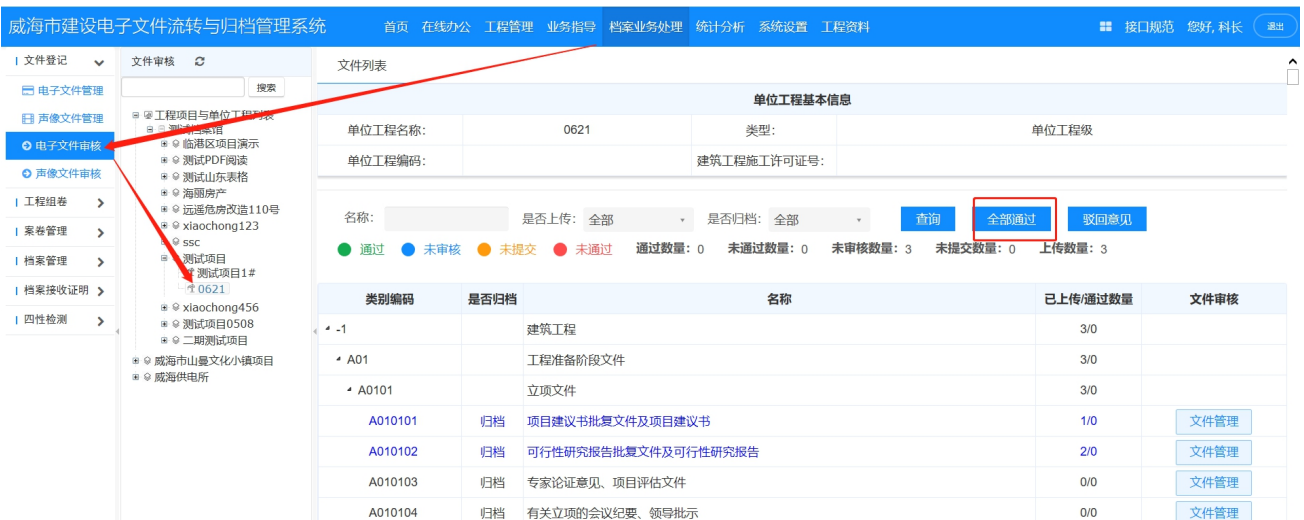 威海市建设电子文件流转与归档管理系统 首页 在线办公 工程管理 业务指导 档案业务处理 统计分析 系统设置 工程资料 接口规范 您好, 科长 退出
文件登记
电子文件管理
声像文件管理
电子文件审核
声像文件审核
工程组卷
案卷管理
档案管理
档案接收证明
四性检测
文件审核
搜索
工程项目与单位工程列表
测试档案馆
临港区项目演示
测试PDF阅读
测试山东表格
海丽房产
远遥危房改造110号
xiaochong123
ssc
测试项目
测试项目1#
0621
xiaochong456
测试项目0508
二期测试项目
威海市山曼文化小镇项目
威海供电所
文件列表
单位工程基本信息
单位工程名称: 0621 类型: 单位工程级
单位工程编码: 建筑工程施工许可证号:
名称: 是否上传: 全部 是否归档: 全部 查询 全部通过 驳回意见
通过 未审核 未提交 未通过 通过数量: 0 未通过数量: 0 未审核数量: 3 未提交数量: 0 上传数量: 3
类别编码 是否归档 名称 已上传/通过数量 文件审核
-1 建筑工程 3/0
A01 工程准备阶段文件 3/0
A0101 立项文件 3/0
A010101 归档 项目建议书批复文件及项目建议书 1/0 文件管理
A010102 归档 可行性研究报告批复文件及可行性研究报告 2/0 文件管理
A010103 归档 专家论证意见、项目评估文件 0/0 文件管理
A010104 归档 有关立项的会议纪要、领导批示 0/0 文件管理